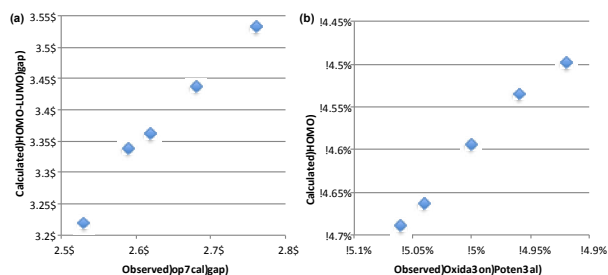 (a)
3.55$
3.5$
3.45$
3.4$
3.35$
3.3$
3.25$
3.2$
Calculated)HOMO-LUMO)gap)
2.5$ 2.6$ 2.7$ 2.8$
Observed)op7cal)gap)
(b)
!4.45%
!4.5%
!4.55%
!4.6%
!4.65%
!4.7%
Calculated)HOMO)
!5.1% !5.05% !5% !4.95% !4.9%
Observed)Oxida3on)Poten3al)